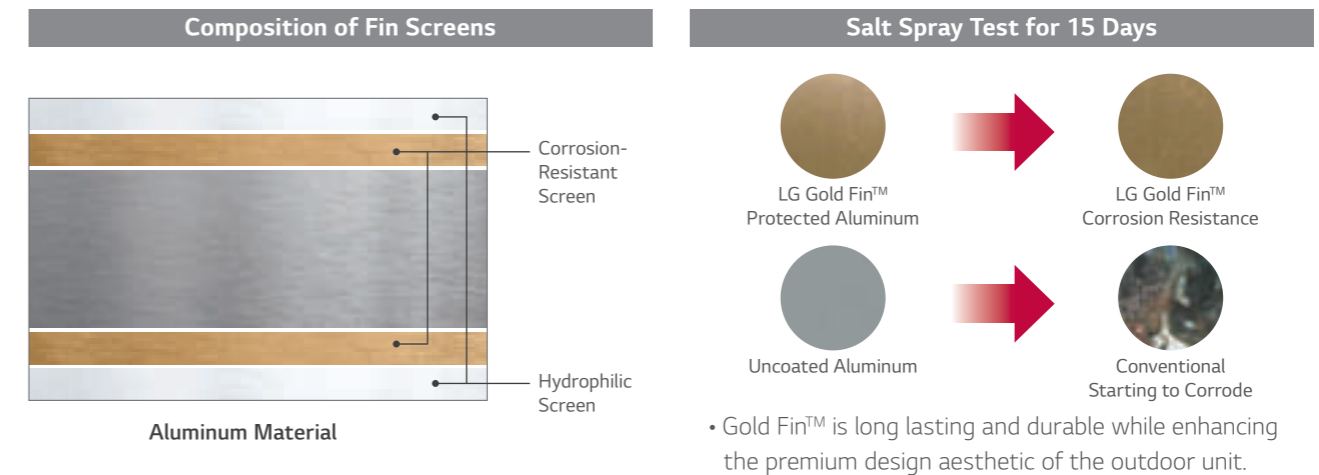 Composition of Fin Screens
Corrosion-
Resistant
Screen
Hydrophilic
Screen
Aluminum Material
Salt Spray Test for 15 Days
LG Gold Fin™
Protected Aluminum
LG Gold Fin™
Corrosion Resistance
Uncoated Aluminum
Conventional
Starting to Corrode
• Gold Fin™ is long lasting and durable while enhancing
the premium design aesthetic of the outdoor unit.